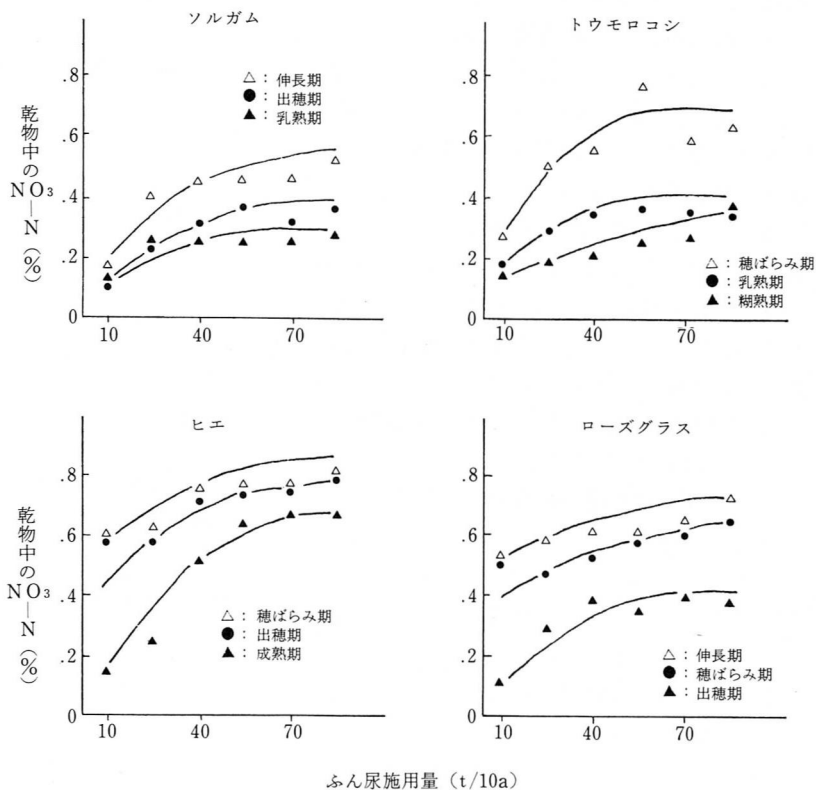 ソルガム
乾物中のNO₃―N(%)
.8
.6
.4
.2
0
10
40
70
△:伸長期
●:出穂期
▲:乳熟期
トウモロコシ
.8
.6
.4
.2
0
10
40
70
△:穂ばらみ期
●:乳熟期
▲:糊熟期
ヒエ
乾物中のNO₃―N(%)
.8
.6
.4
.2
0
10
40
70
△:穂ばらみ期
●:出穂期
▲:成熟期
ローズグラス
.8
.6
.4
.2
0
10
40
70
△:伸長期
●:穂ばらみ期
▲:出穂期
ふん尿施用量(t/10a)